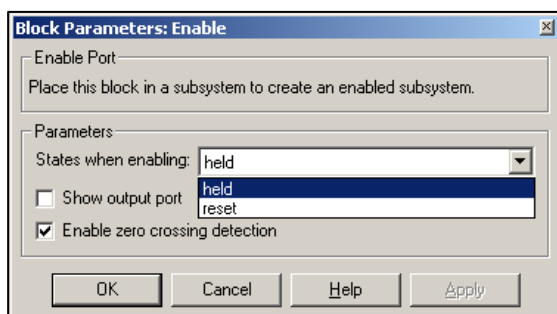 Block Parameters: Enable
Enable Port
Place this block in a subsystem to create an enabled subsystem.
Parameters
States when enabling: held
held
reset
Show output port
Enable zero crossing detection
OK Cancel Help Apply